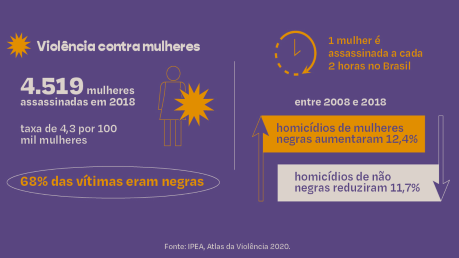 Violência contra mulheres
4.519 mulheres
assassinadas em 2018
taxa de 4,3 por 100
mil mulheres
68% das vítimas eram negras
1 mulher é
assassinada a cada
2 horas no Brasil
entre 2008 e 2018
homicídios de mulheres
negras aumentaram 12,4%
homicídios de não
negras reduziram 11,7%
Fonte: IPEA, Atlas da Violência 2020.